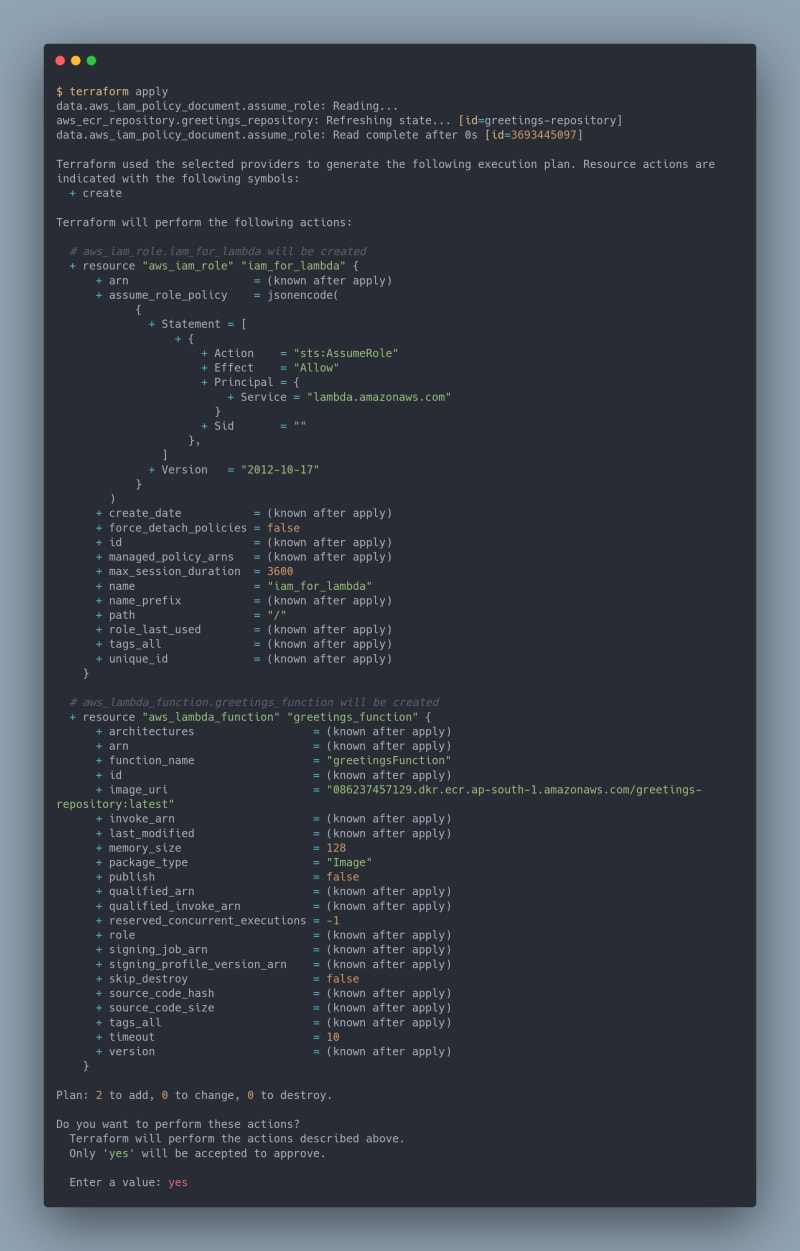 $ terraform apply
data.aws_iam_policy_document.assume_role: Reading...
aws_ecr_repository.greetings_repository: Refreshing state... [id=greetings-repository]
data.aws_iam_policy_document.assume_role: Read complete after 0s [id=3693445097]

Terraform used the selected providers to generate the following execution plan. Resource actions are
indicated with the following symbols:
  + create

Terraform will perform the following actions:

  # aws_iam_role.iam_for_lambda will be created
  + resource "aws_iam_role" "iam_for_lambda" {
      + arn                   = (known after apply)
      + assume_role_policy    = jsonencode(
            {
              + Statement = [
                  + {
                      + Action    = "sts:AssumeRole"
                      + Effect    = "Allow"
                      + Principal = {
                          + Service = "lambda.amazonaws.com"
                        }
                      + Sid       = ""
                    },
                ]
              + Version   = "2012-10-17"
            }
        )
      + create_date           = (known after apply)
      + force_detach_policies = false
      + id                    = (known after apply)
      + managed_policy_arns   = (known after apply)
      + max_session_duration  = 3600
      + name                  = "iam_for_lambda"
      + name_prefix           = (known after apply)
      + path                  = "/"
      + role_last_used        = (known after apply)
      + tags_all              = (known after apply)
      + unique_id             = (known after apply)
    }

  # aws_lambda_function.greetings_function will be created
  + resource "aws_lambda_function" "greetings_function" {
      + architectures                  = (known after apply)
      + arn                            = (known after apply)
      + function_name                  = "greetingsFunction"
      + id                             = (known after apply)
      + image_uri                      = "086237457129.dkr.ecr.ap-south-1.amazonaws.com/greetings-
repository:latest"
      + invoke_arn                     = (known after apply)
      + last_modified                  = (known after apply)
      + memory_size                    = 128
      + package_type                   = "Image"
      + publish                        = false
      + qualified_arn                  = (known after apply)
      + qualified_invoke_arn           = (known after apply)
      + reserved_concurrent_executions = -1
      + role                           = (known after apply)
      + signing_job_arn                = (known after apply)
      + signing_profile_version_arn    = (known after apply)
      + skip_destroy                   = false
      + source_code_hash               = (known after apply)
      + source_code_size               = (known after apply)
      + tags_all                       = (known after apply)
      + timeout                        = 10
      + version                        = (known after apply)
    }

Plan: 2 to add, 0 to change, 0 to destroy.

Do you want to perform these actions?
  Terraform will perform the actions described above.
  Only 'yes' will be accepted to approve.

  Enter a value: yes